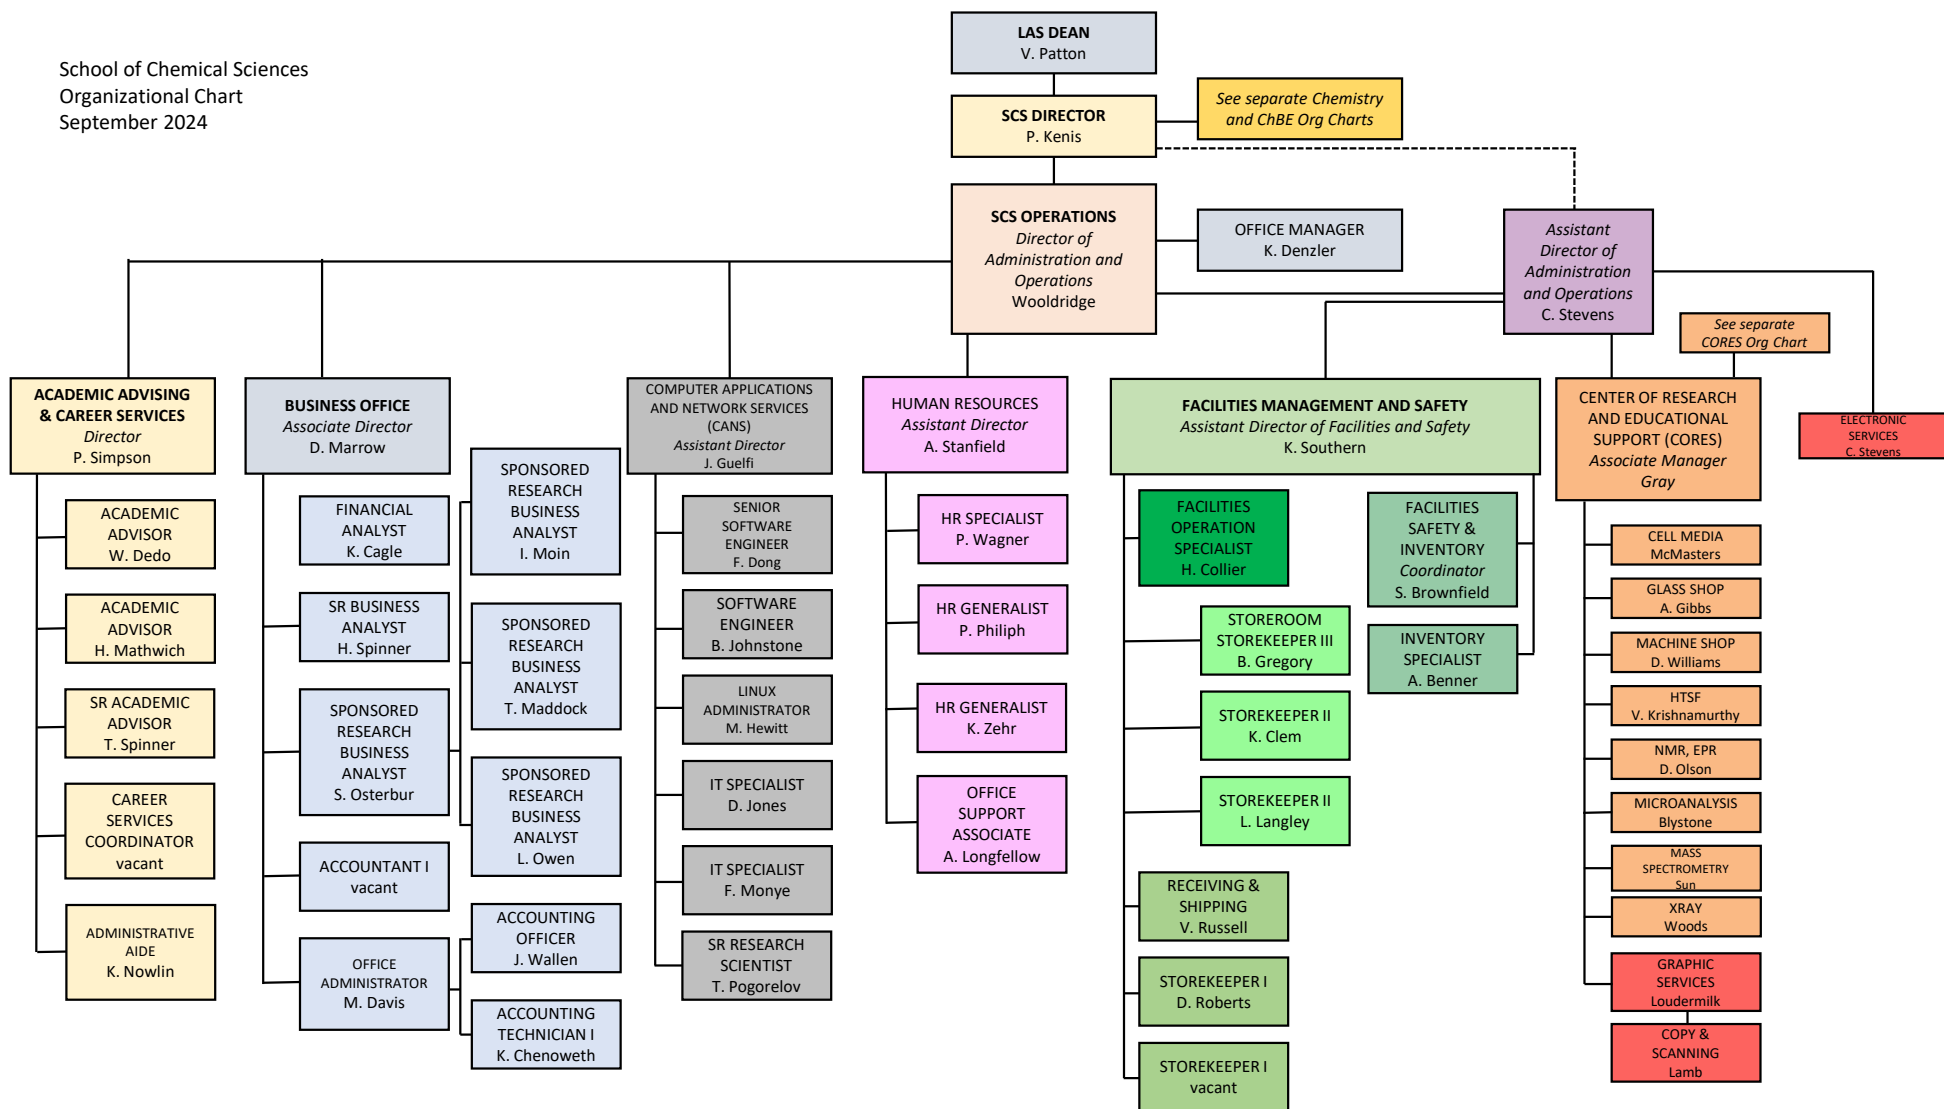 School of Chemical Sciences
Organizational Chart
September 2024
LAS DEAN
V. Patton
SCS DIRECTOR
P. Kenis
See separate Chemistry
and ChBE Org Charts
SCS OPERATIONS
Director of
Administration and
Operations
Wooldridge
OFFICE MANAGER
K. Denzler
Assistant
Director of
Administration
and Operations
C. Stevens
See separate
CORES Org Chart
ACADEMIC ADVISING
& CAREER SERVICES
Director
P. Simpson
ACADEMIC
ADVISOR
W. Dedo
ACADEMIC
ADVISOR
H. Mathwich
SR ACADEMIC
ADVISOR
T. Spinner
CAREER
SERVICES
COORDINATOR
vacant
ADMINISTRATIVE
AIDE
K. Nowlin
BUSINESS OFFICE
Associate Director
D. Marrow
FINANCIAL
ANALYST
K. Cagle
SR BUSINESS
ANALYST
H. Spinner
SPONSORED
RESEARCH
BUSINESS
ANALYST
S. Osterbur
ACCOUNTANT I
vacant
OFFICE
ADMINISTRATOR
M. Davis
SPONSORED
RESEARCH
BUSINESS
ANALYST
I. Moin
SPONSORED
RESEARCH
BUSINESS
ANALYST
T. Maddock
SPONSORED
RESEARCH
BUSINESS
ANALYST
L. Owen
ACCOUNTING
OFFICER
J. Wallen
ACCOUNTING
TECHNICIAN I
K. Chenoweth
COMPUTER APPLICATIONS
AND NETWORK SERVICES
(CANS)
Assistant Director
J. Guelfi
SENIOR
SOFTWARE
ENGINEER
F. Dong
SOFTWARE
ENGINEER
B. Johnstone
LINUX
ADMINISTRATOR
M. Hewitt
IT SPECIALIST
D. Jones
IT SPECIALIST
F. Monye
SR RESEARCH
SCIENTIST
T. Pogorelov
HUMAN RESOURCES
Assistant Director
A. Stanfield
HR SPECIALIST
P. Wagner
HR GENERALIST
P. Philiph
HR GENERALIST
K. Zehr
OFFICE
SUPPORT
ASSOCIATE
A. Longfellow
FACILITIES MANAGEMENT AND SAFETY
Assistant Director of Facilities and Safety
K. Southern
FACILITIES
OPERATION
SPECIALIST
H. Collier
STOREROOM
STOREKEEPER III
B. Gregory
STOREKEEPER II
K. Clem
STOREKEEPER II
L. Langley
RECEIVING &
SHIPPING
V. Russell
STOREKEEPER I
D. Roberts
STOREKEEPER I
vacant
FACILITIES
SAFETY &
INVENTORY
Coordinator
S. Brownfield
INVENTORY
SPECIALIST
A. Benner
CENTER OF RESEARCH
AND EDUCATIONAL
SUPPORT (CORES)
Associate Manager
Gray
CELL MEDIA
McMasters
GLASS SHOP
A. Gibbs
MACHINE SHOP
D. Williams
HTSF
V. Krishnamurthy
NMR, EPR
D. Olson
MICROANALYSIS
Blystone
MASS
SPECTROMETRY
Sun
XRAY
Woods
GRAPHIC
SERVICES
Loudermilk
COPY &
SCANNING
Lamb
ELECTRONIC
SERVICES
C. Stevens